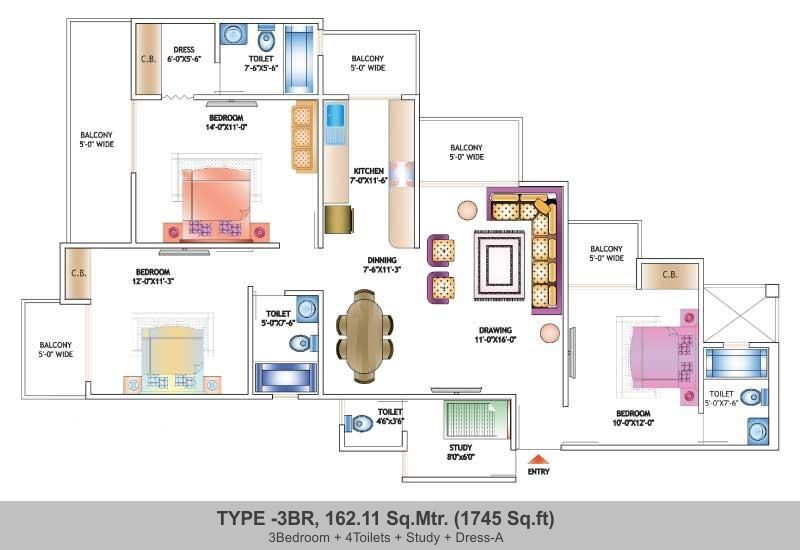 C.B.
DRESS
6'-0"X5'-6"
TOILET
7'-6"X5'-6"
BALCONY
5'-0" WIDE
BEDROOM
14'-0"X11'-0"
BALCONY
5'-0" WIDE
KITCHEN
7'-0"X11'-6"
BALCONY
5'-0" WIDE
BALCONY
5'-0" WIDE
C.B.
C.B.
BEDROOM
12'-0"X11'-3"
DINNING
7'-6"X11'-3"
BALCONY
5'-0" WIDE
TOILET
5'-0"X7'-6"
DRAWING
11'-0"X16'-0"
TOILET
5'-0"X7'-6"
BEDROOM
10'-0"X12'-0"
TOILET
4'6"x3'6"
STUDY
8'0"x6'0"
ENTRY
TYPE -3BR, 162.11 Sq.Mtr. (1745 Sq.ft)
3Bedroom + 4Toilets + Study + Dress-A